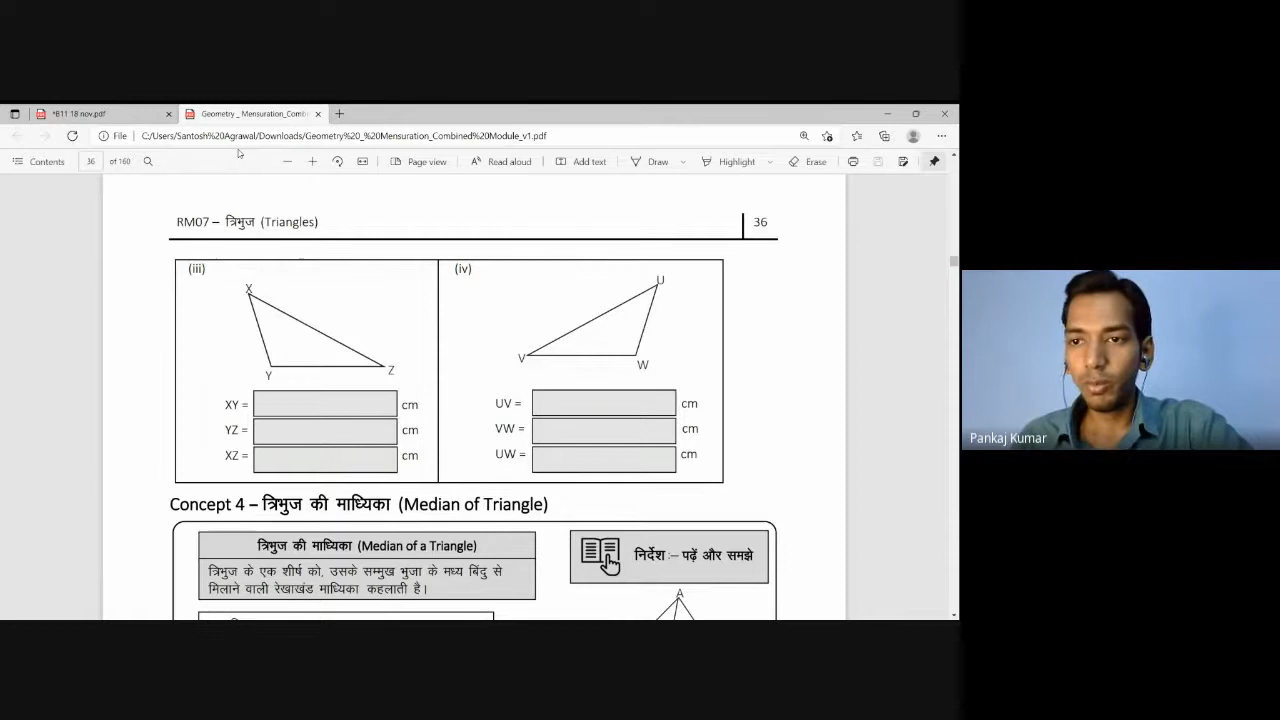 *B11 18 nov.pdf
Geometry _ Mensuration_Comb
File
C:/Users/Santosh%20Agrawal/Downloads/Geometry%20_%20Mensuration_Combined%20Module_v1.pdf
Contents
36 of 160
Page view
Read aloud
Add text
Draw
Highlight
Erase
RM07 – त्रिभुज (Triangles)
36
(iii)
X
Y
Z
XY = cm
YZ = cm
XZ = cm
(iv)
U
V
W
UV = cm
VW = cm
UW = cm
Concept 4 – त्रिभुज की माध्यिका (Median of Triangle)
त्रिभुज की माध्यिका (Median of a Triangle)
त्रिभुज के एक शीर्ष को, उसके सम्मुख भुजा के मध्य बिंदु से
मिलाने वाली रेखाखंड माध्यिका कहलाती है।
निर्देश :– पढ़ें और समझे
A
Pankaj Kumar